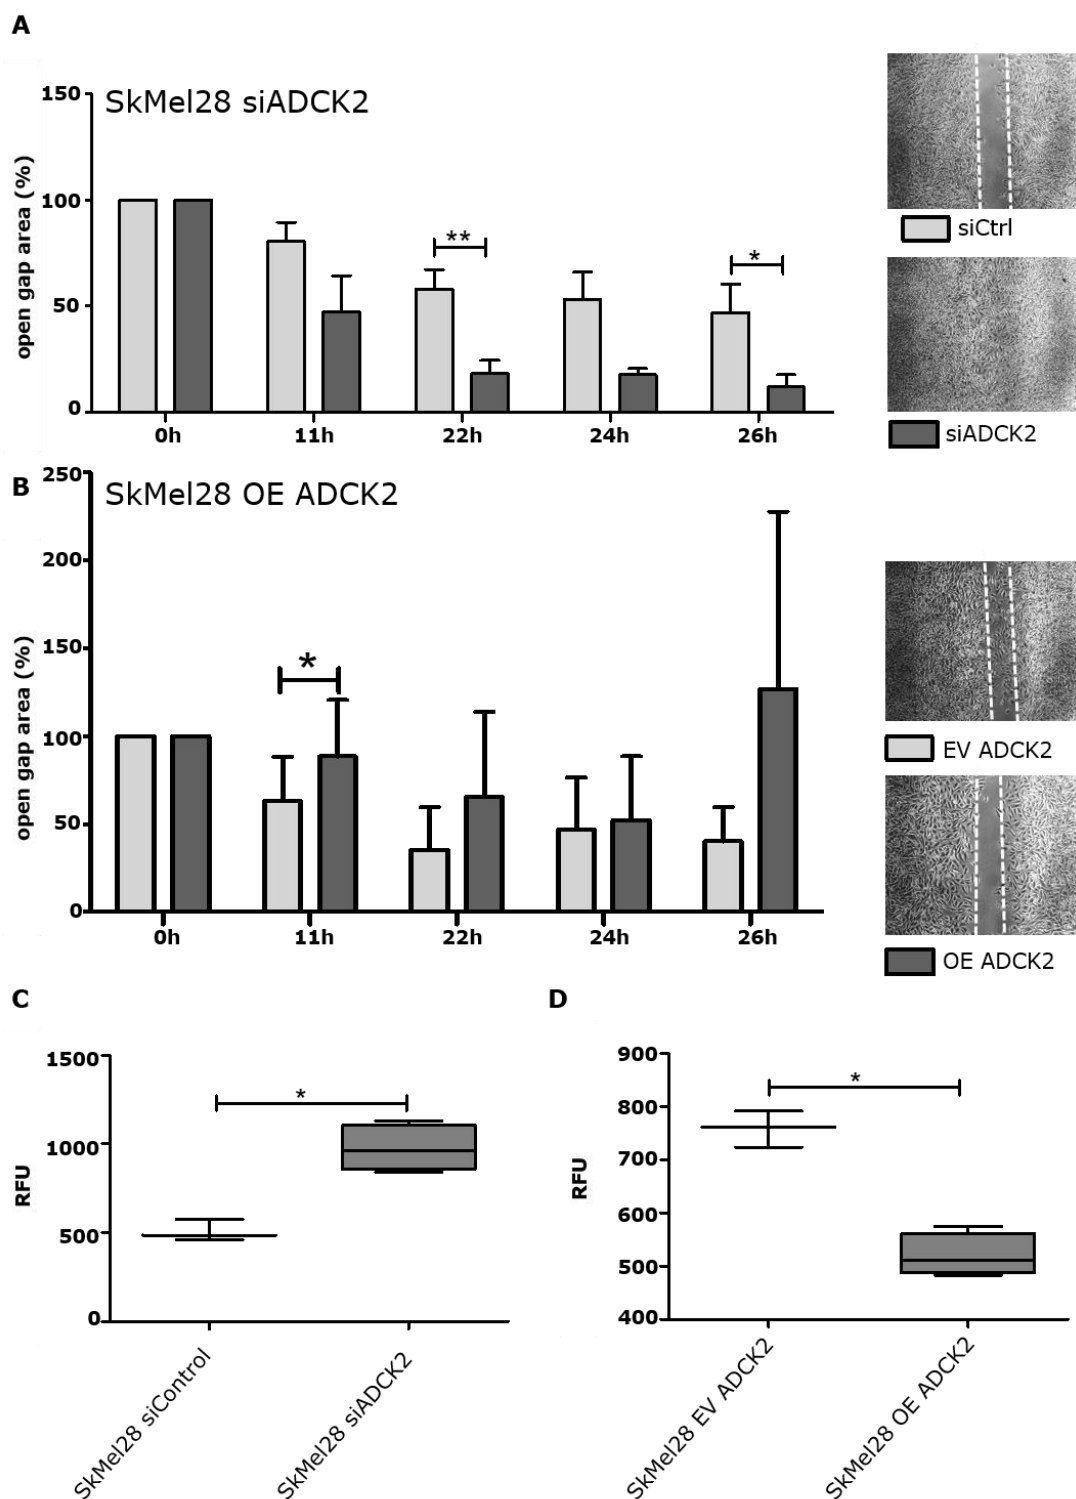 A
SkMel28 siADCK2
open gap area (%)
150
100
50
0
**
*
0h 11h 22h 24h 26h
siCtrl
siADCK2
B
SkMel28 OE ADCK2
open gap area (%)
250
200
150
100
50
0
*
0h 11h 22h 24h 26h
EV ADCK2
OE ADCK2
C
RFU
1500
1000
500
0
*
SkMel28 siControl
SkMel28 siADCK2
D
RFU
900
800
700
600
500
400
*
SkMel28 EV ADCK2
SkMel28 OE ADCK2